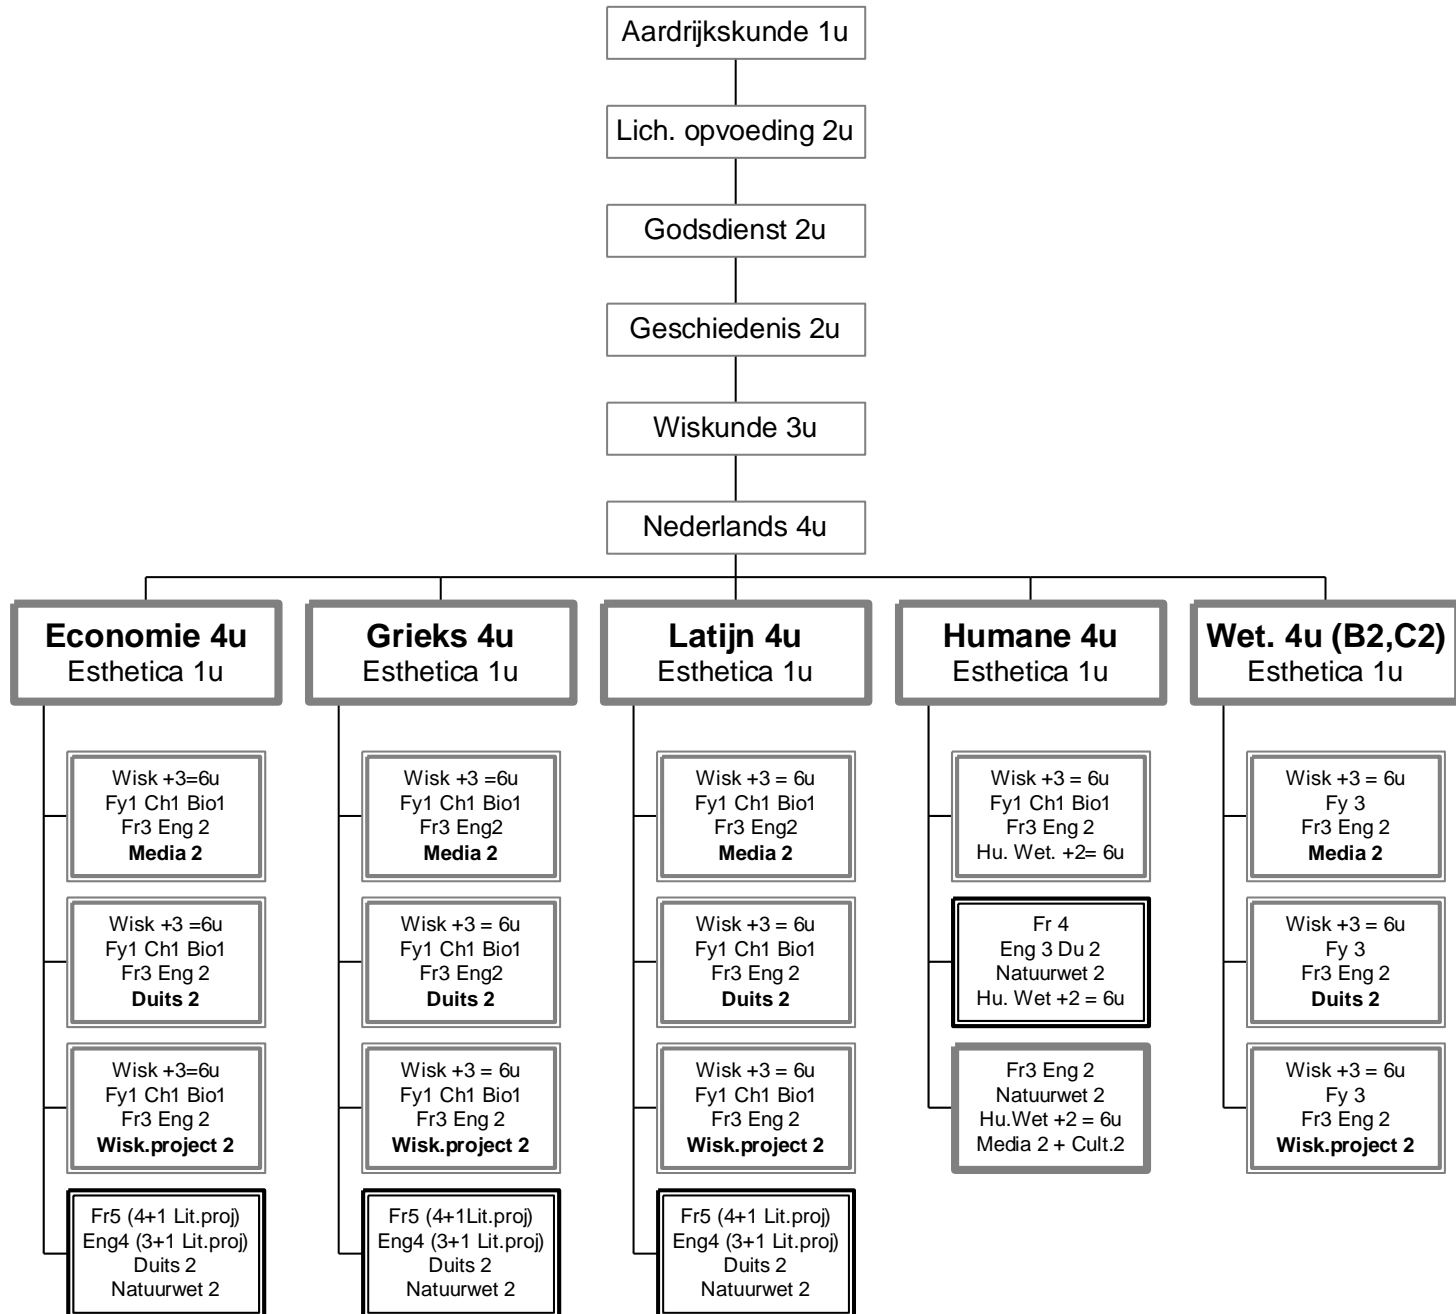 Aardrijkskunde 1u
Lich. opvoeding 2u
Godsdienst 2u
Geschiedenis 2u
Wiskunde 3u
Nederlands 4u
Economie 4u
Esthetica 1u
Wisk +3=6u
Fy1 Ch1 Bio1
Fr3 Eng 2
Media 2
Wisk +3 =6u
Fy1 Ch1 Bio1
Fr3 Eng 2
Duits 2
Wisk +3=6u
Fy1 Ch1 Bio1
Fr3 Eng 2
Wisk.project 2
Fr5 (4+1 Lit.proj)
Eng4 (3+1 Lit.proj)
Duits 2
Natuurwet 2
Grieks 4u
Esthetica 1u
Wisk +3 =6u
Fy1 Ch1 Bio1
Fr3 Eng2
Media 2
Wisk +3 = 6u
Fy1 Ch1 Bio1
Fr3 Eng2
Duits 2
Wisk +3 = 6u
Fy1 Ch1 Bio1
Fr3 Eng 2
Wisk.project 2
Fr5 (4+1Lit.proj)
Eng4 (3+1 Lit.proj)
Duits 2
Natuurwet 2
Latijn 4u
Esthetica 1u
Wisk +3 = 6u
Fy1 Ch1 Bio1
Fr3 Eng2
Media 2
Wisk +3 = 6u
Fy1 Ch1 Bio1
Fr3 Eng 2
Duits 2
Wisk +3 = 6u
Fy1 Ch1 Bio1
Fr3 Eng 2
Wisk.project 2
Fr5 (4+1 Lit.proj)
Eng4 (3+1 Lit.proj)
Duits 2
Natuurwet 2
Humane 4u
Esthetica 1u
Wisk +3 = 6u
Fy1 Ch1 Bio1
Fr3 Eng 2
Hu. Wet. +2= 6u
Fr 4
Eng 3 Du 2
Natuurwet 2
Hu. Wet +2 = 6u
Fr3 Eng 2
Natuurwet 2
Hu.Wet +2 = 6u
Media 2 + Cult.2
Wet. 4u (B2,C2)
Esthetica 1u
Wisk +3 = 6u
Fy 3
Fr3 Eng 2
Media 2
Wisk +3 = 6u
Fy 3
Fr3 Eng 2
Duits 2
Wisk +3 = 6u
Fy 3
Fr3 Eng 2
Wisk.project 2